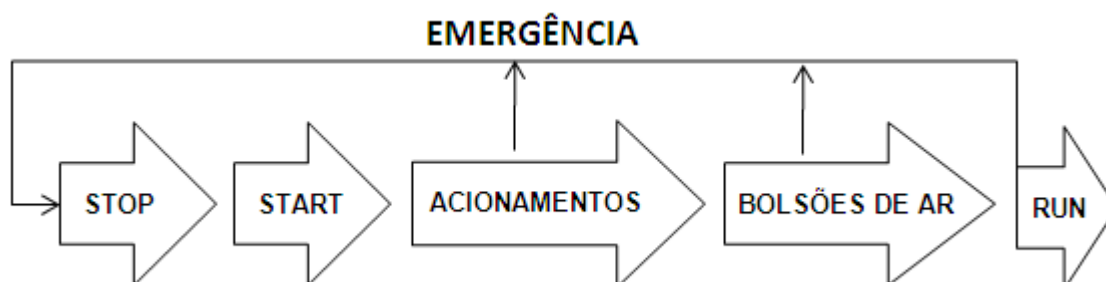 EMERGÊNCIA
STOP
START
ACIONAMENTOS
BOLSÕES DE AR
RUN